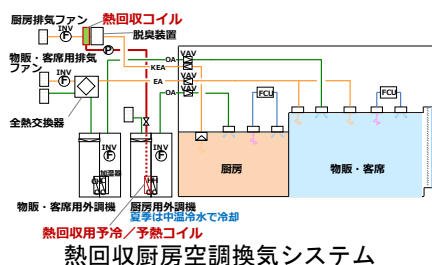 厨房排気ファン
熱回収コイル
INV
F
脱臭装置
P
物販・客席用排気
ファン
INV
F
OA
VAV
KEA
VAV
EA
OA
VAV
FCU
FCU
全熱交換器
INV
F
加湿器
INV
F
厨房
物販・客席
物販・客席用外調機
厨房用外調機
夏季は中温冷水で冷却
熱回収用予冷／予熱コイル
熱回収厨房空調換気システム